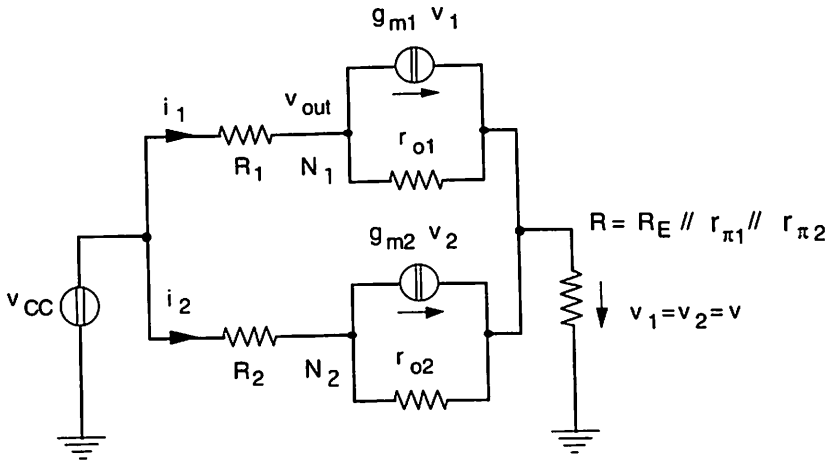 g_m1 v_1
i_1
v_out
R_1
N_1
r_o1
R = R_E // r_π1 // r_π2
g_m2 v_2
v_CC
i_2
v_1=v_2=v
R_2
N_2
r_o2